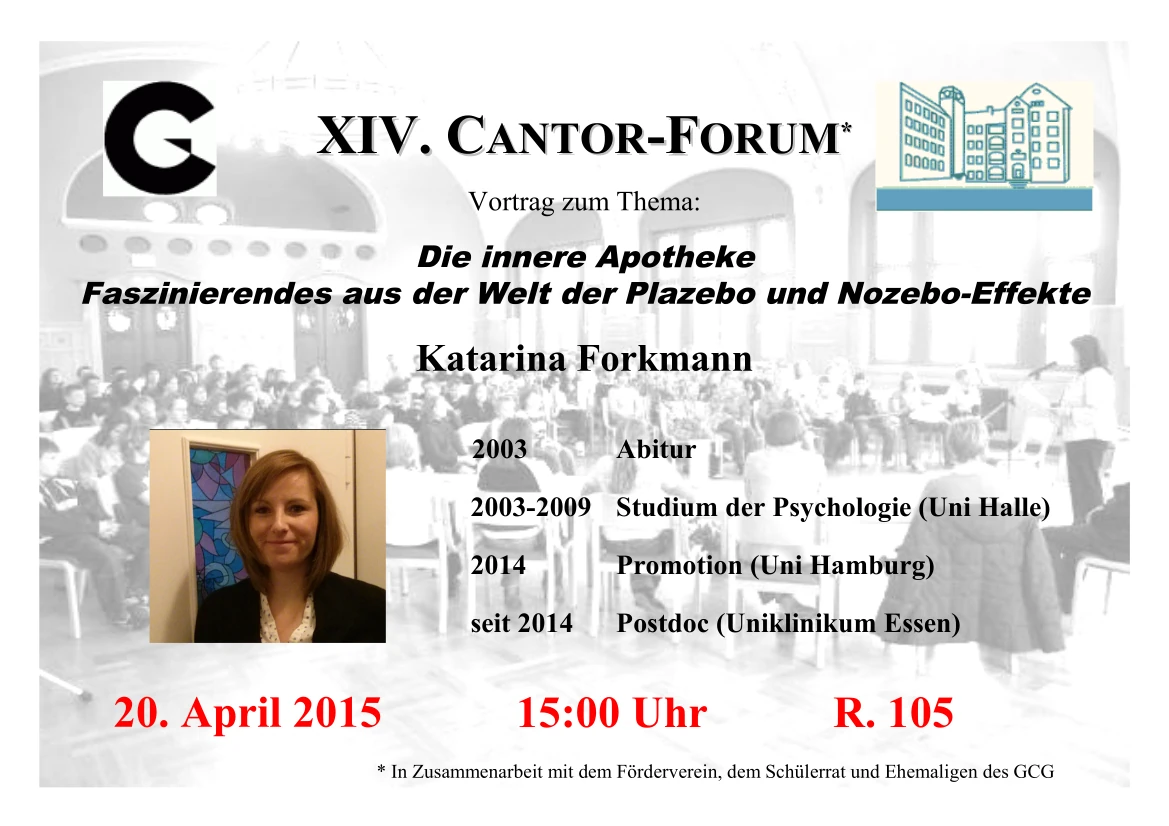 XIV. CANTOR-FORUM*
Vortrag zum Thema:
Die innere Apotheke
Faszinierendes aus der Welt der Plazebo und Nozebo-Effekte
Katarina Forkmann
2003 Abitur
2003-2009 Studium der Psychologie (Uni Halle)
2014 Promotion (Uni Hamburg)
seit 2014 Postdoc (Uniklinikum Essen)
20. April 2015 15:00 Uhr R. 105
* In Zusammenarbeit mit dem Förderverein, dem Schülerrat und Ehemaligen des GCG